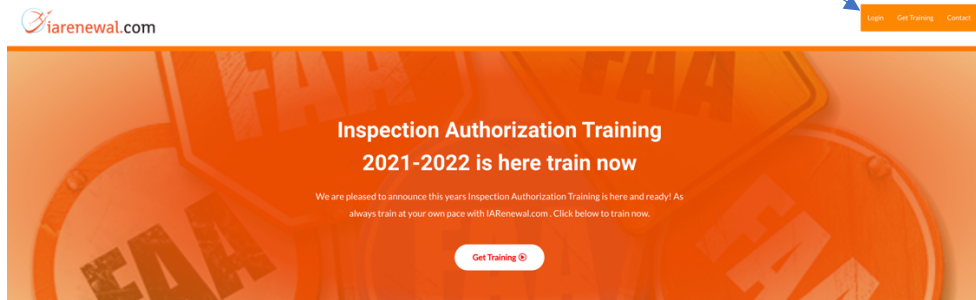 iarenewal.com
Login Get Training Contact
FAA FAA
Inspection Authorization Training
2021-2022 is here train now
We are pleased to announce this years Inspection Authorization Training is here and ready! As
always train at your own pace with IARenewal.com . Click below to train now.
Get Training
FAA FAA FAA